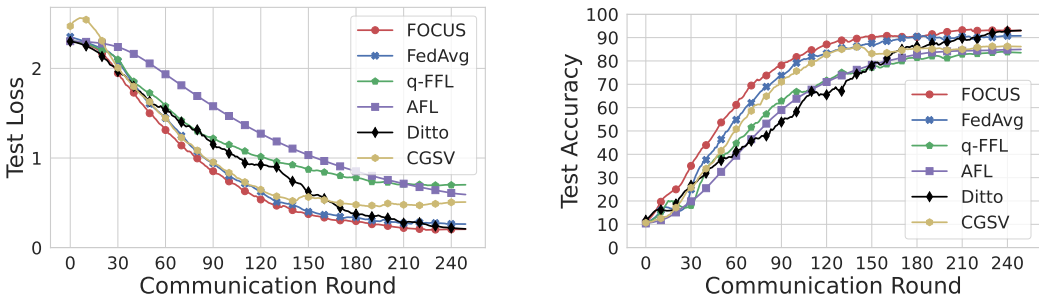 Test Loss
2
1
0
0 30 60 90 120 150 180 210 240
Communication Round
FOCUS
FedAvg
q-FFL
AFL
Ditto
CGSV
Test Accuracy
100
90
80
70
60
50
40
30
20
10
0
0 30 60 90 120 150 180 210 240
Communication Round
FOCUS
FedAvg
q-FFL
AFL
Ditto
CGSV